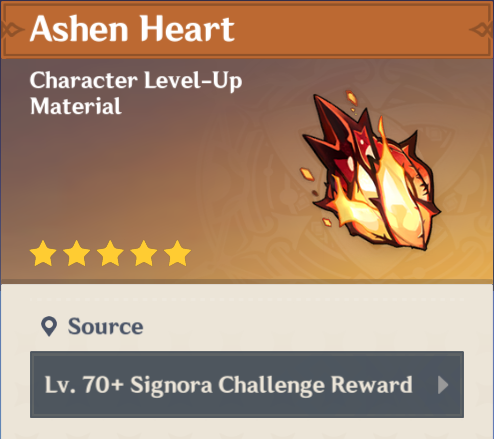 Ashen Heart
Character Level-Up
Material
Source
Lv. 70+ Signora Challenge Reward